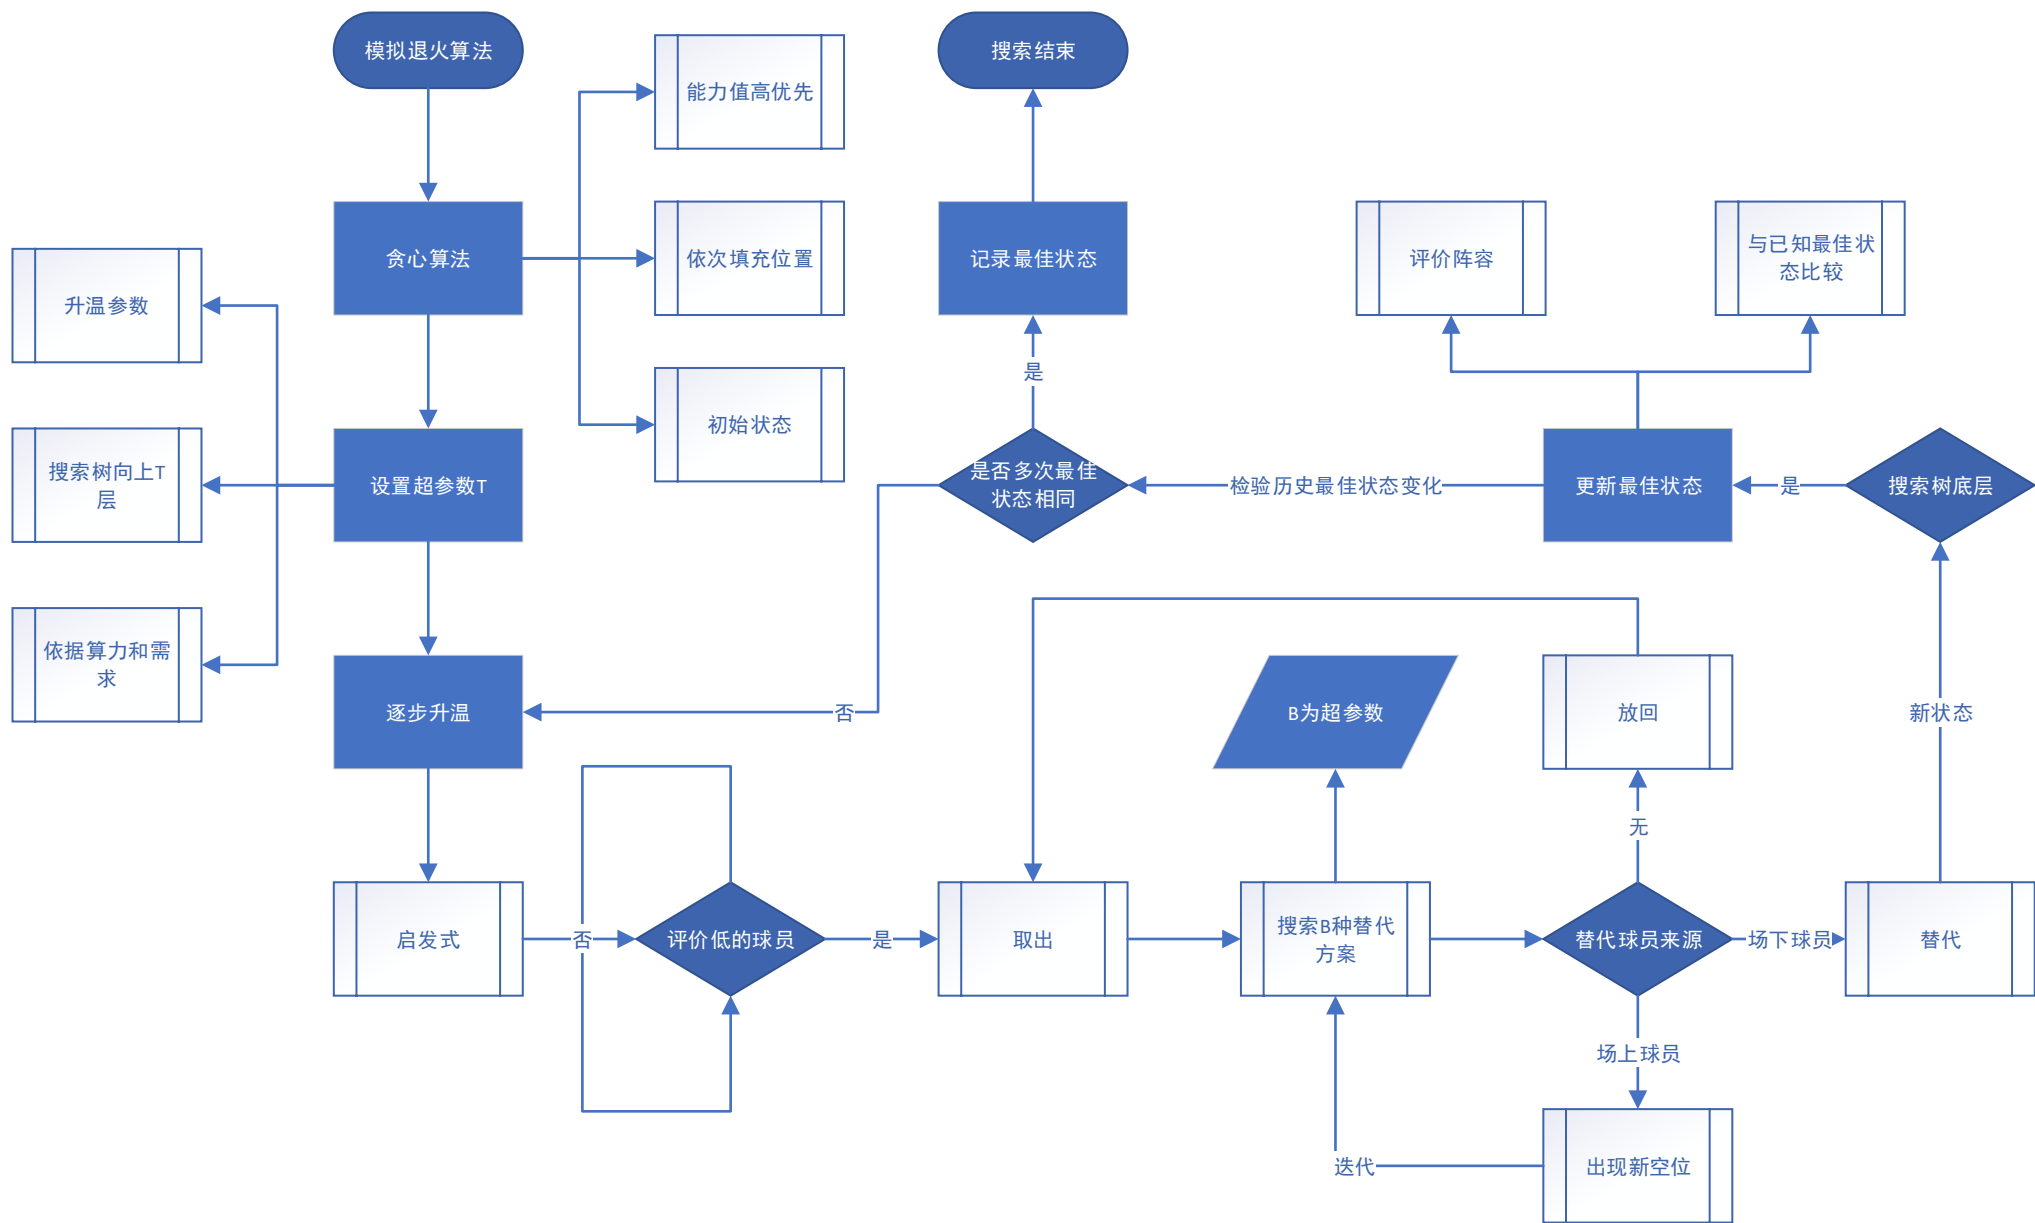 模拟退火算法
搜索结束
能力值高优先
贪心算法
依次填充位置
记录最佳状态
评价阵容
与已知最佳状
态比较
升温参数
是
初始状态
搜索树向上T
层
设置超参数T
是否多次最佳
状态相同
检验历史最佳状态变化
更新最佳状态
是
搜索树底层
依据算力和需
求
逐步升温
否
B为超参数
放回
新状态
无
启发式
否
评价低的球员
是
取出
搜索B种替代
方案
替代球员来源
场下球员
替代
场上球员
迭代
出现新空位